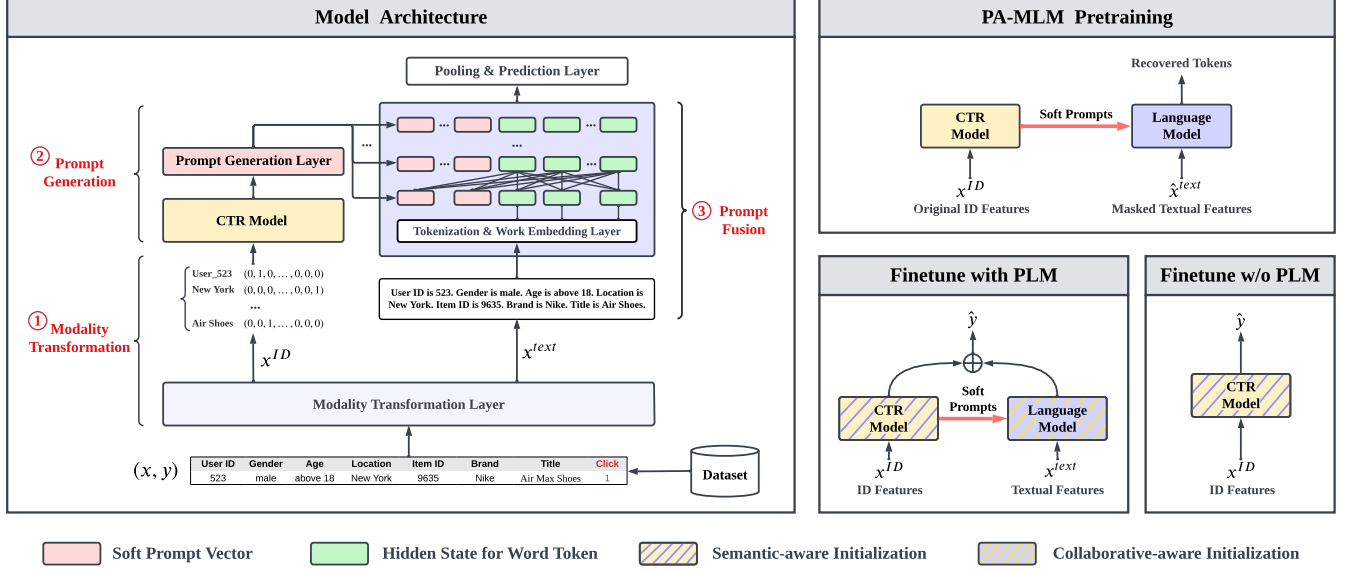 Model Architecture
Pooling & Prediction Layer
...
...
...
...
...
...
Prompt Generation Layer
② Prompt
Generation
CTR Model
Tokenization & Work Embedding Layer
③ Prompt
Fusion
User_523 (0, 1, 0, … , 0, 0, 0)
New York (0, 0, 0, … , 0, 0, 1)
...
Air Shoes (0, 0, 1, … , 0, 0, 0)
User ID is 523. Gender is male. Age is above 18. Location is
New York. Item ID is 9635. Brand is Nike. Title is Air Shoes.
① Modality
Transformation
x^{ID}
x^{text}
Modality Transformation Layer
(x, y)
User ID Gender Age Location Item ID Brand Title Click
523 male above 18 New York 9635 Nike Air Max Shoes 1
Dataset
PA-MLM Pretraining
Recovered Tokens
CTR
Model
Soft Prompts
Language
Model
x^{ID}
x̂^{text}
Original ID Features
Masked Textual Features
Finetune with PLM
ŷ
CTR
Model
Soft
Prompts
Language
Model
x^{ID}
x^{text}
ID Features
Textual Features
Finetune w/o PLM
ŷ
CTR
Model
x^{ID}
ID Features
Soft Prompt Vector
Hidden State for Word Token
Semantic-aware Initialization
Collaborative-aware Initialization